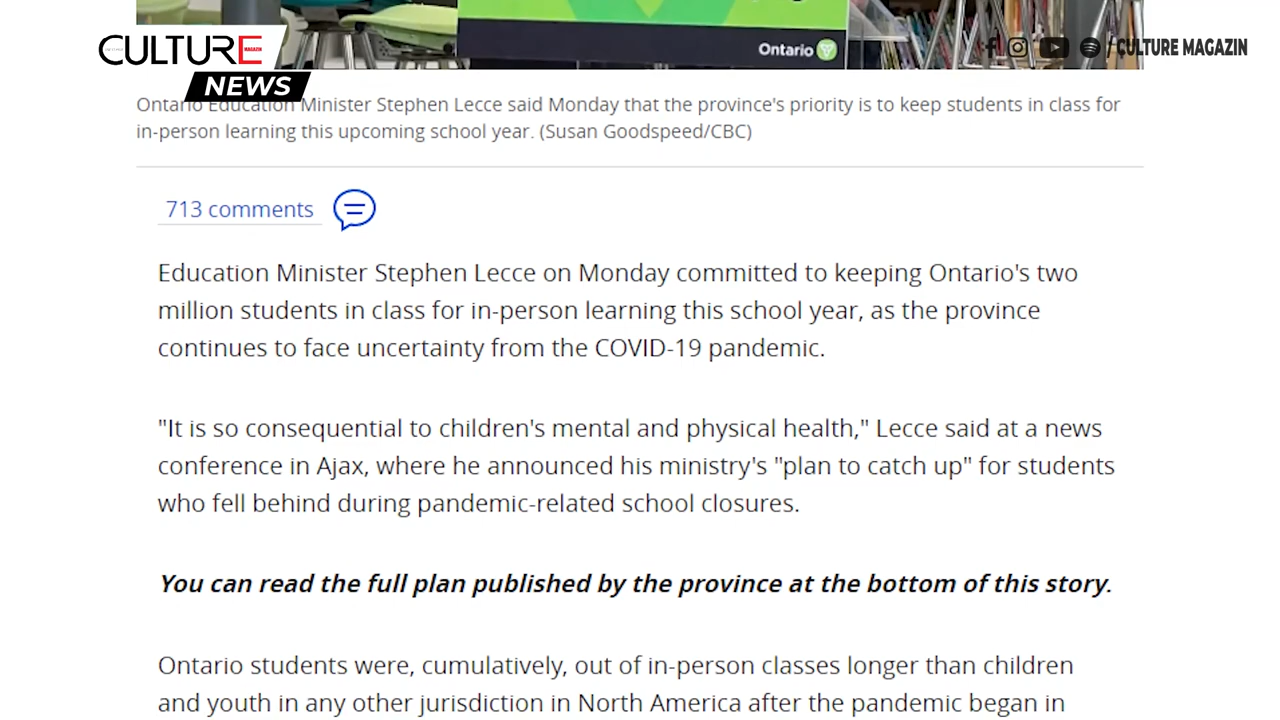 CULTURE
MAGAZIN
NEWS
Ontario
/ CULTURE MAGAZIN
Ontario Education Minister Stephen Lecce said Monday that the province's priority is to keep students in class for
in-person learning this upcoming school year. (Susan Goodspeed/CBC)
713 comments
Education Minister Stephen Lecce on Monday committed to keeping Ontario's two
million students in class for in-person learning this school year, as the province
continues to face uncertainty from the COVID-19 pandemic.
"It is so consequential to children's mental and physical health," Lecce said at a news
conference in Ajax, where he announced his ministry's "plan to catch up" for students
who fell behind during pandemic-related school closures.
You can read the full plan published by the province at the bottom of this story.
Ontario students were, cumulatively, out of in-person classes longer than children
and youth in any other jurisdiction in North America after the pandemic began in